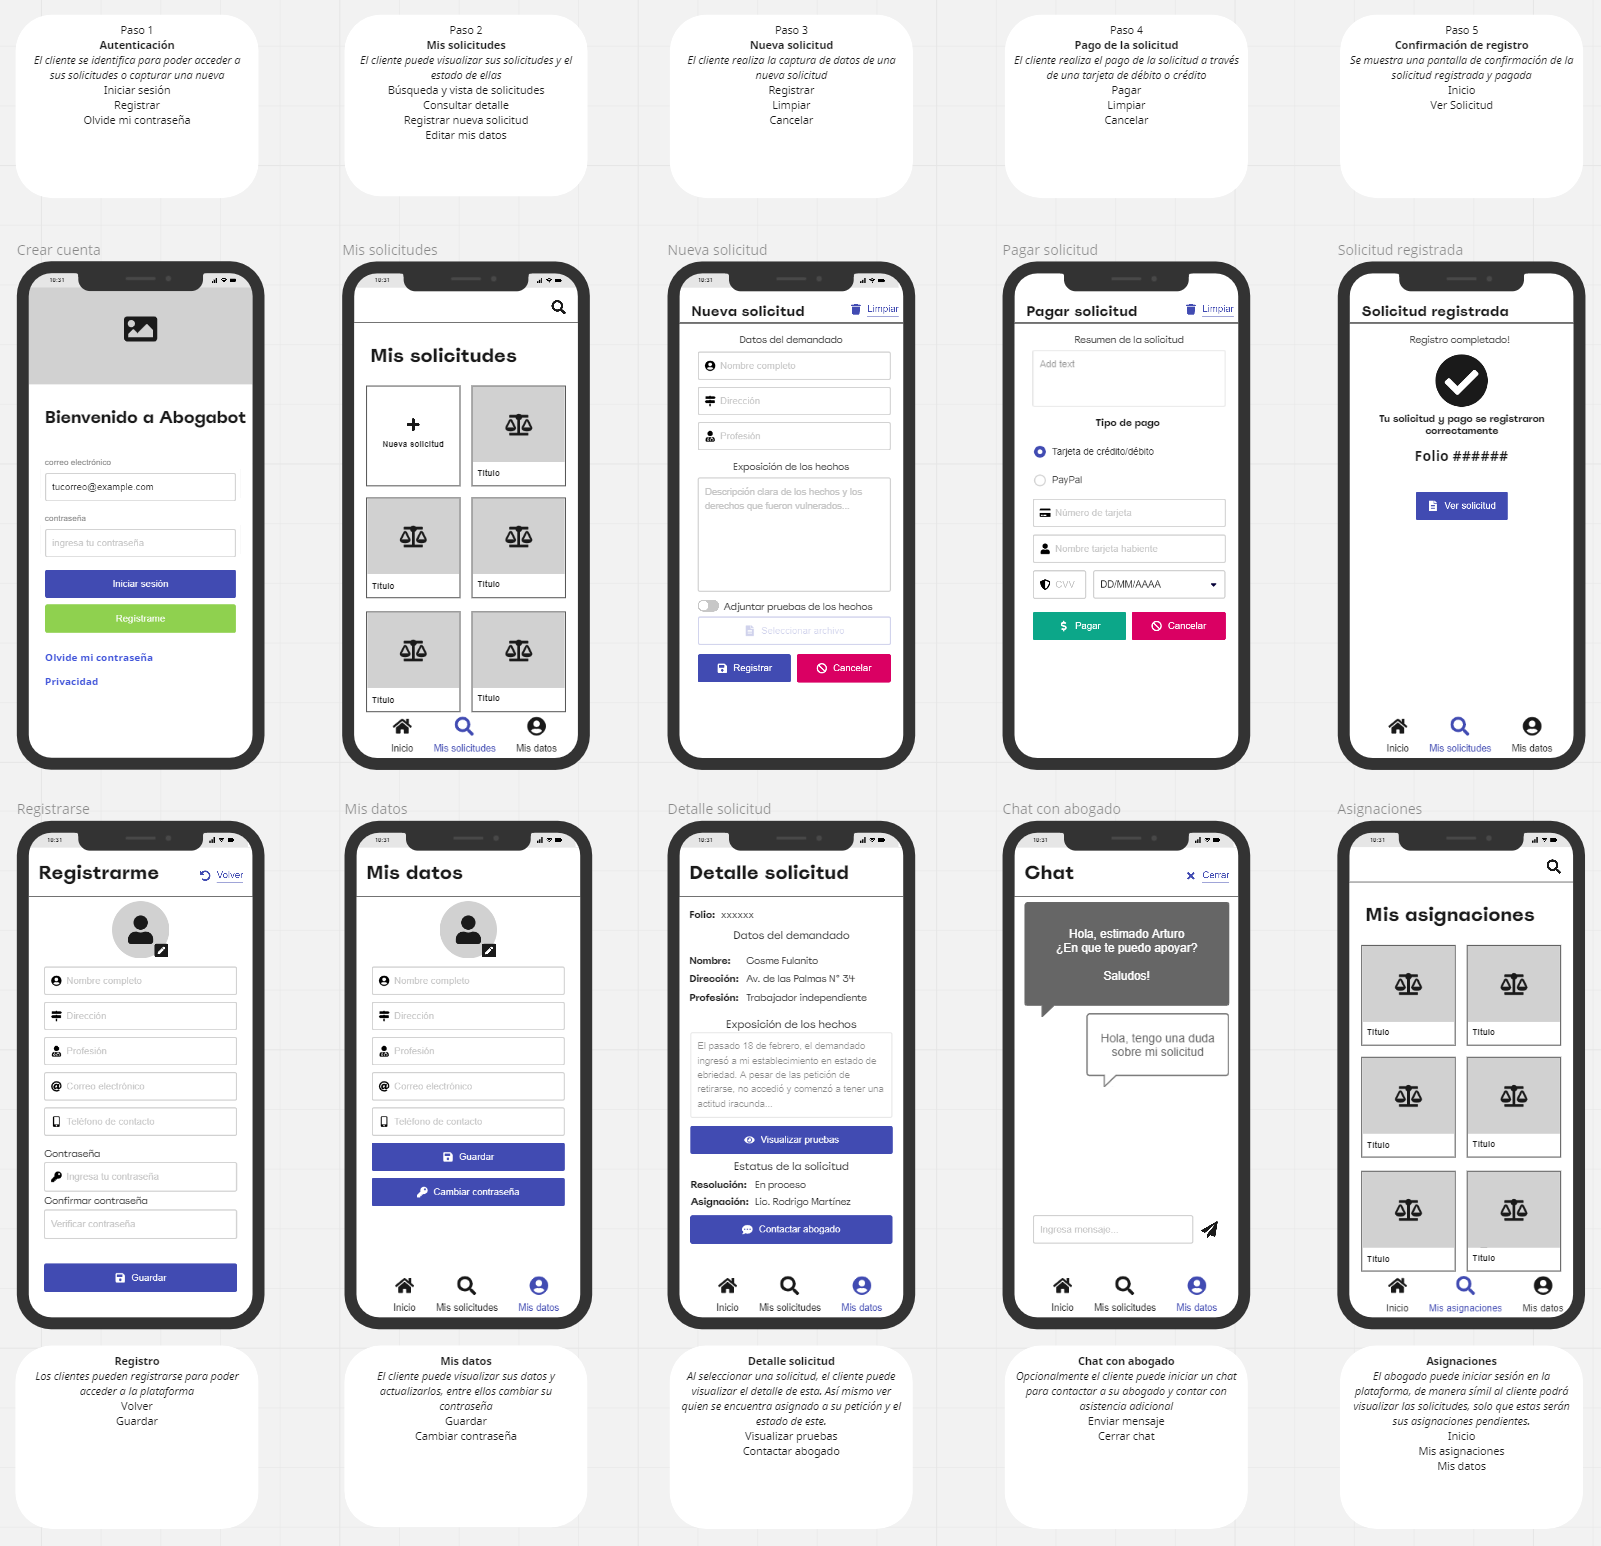 Paso 1
Autenticación
El cliente se identifica para poder acceder a
sus solicitudes o capturar una nueva
Iniciar sesión
Registrar
Olvide mi contraseña
Paso 2
Mis solicitudes
El cliente puede visualizar sus solicitudes y el
estado de ellas
Búsqueda y vista de solicitudes
Consultar detalle
Registrar nueva solicitud
Editar mis datos
Paso 3
Nueva solicitud
El cliente realiza la captura de datos de una
nueva solicitud
Registrar
Limpiar
Cancelar
Paso 4
Pago de la solicitud
El cliente realiza el pago de la solicitud a través
de una tarjeta de débito o crédito
Pagar
Limpiar
Cancelar
Paso 5
Confirmación de registro
Se muestra una pantalla de confirmación de la
solicitud registrada y pagada
Inicio
Ver Solicitud
Crear cuenta
10:31
Bienvenido a Abogabot
correo electrónico
tucorreo@example.com
contraseña
ingresa tu contraseña
Iniciar sesión
Registrame
Olvide mi contraseña
Privacidad
Mis solicitudes
10:31
Mis solicitudes
Nueva solicitud
Título
Título
Título
Título
Título
Inicio
Mis solicitudes
Mis datos
Nueva solicitud
10:31
Nueva solicitud
Limpiar
Datos del demandado
Nombre completo
Dirección
Profesión
Exposición de los hechos
Descripción clara de los hechos y los
derechos que fueron vulnerados...
Adjuntar pruebas de los hechos
Seleccionar archivo
Registrar
Cancelar
Pagar solicitud
Pagar solicitud
Limpiar
Resumen de la solicitud
Add text
Tipo de pago
Tarjeta de crédito/débito
PayPal
Número de tarjeta
Nombre tarjeta habiente
CVV
DD/MM/AAAA
Pagar
Cancelar
Solicitud registrada
Solicitud registrada
Registro completado!
Tu solicitud y pago se registraron
correctamente
Folio ######
Ver solicitud
Inicio
Mis solicitudes
Mis datos
Registrarse
10:31
Registrarme
Volver
Nombre completo
Dirección
Profesión
Correo electrónico
Teléfono de contacto
Contraseña
Ingresa tu contraseña
Confirmar contraseña
Verificar contraseña
Guardar
Mis datos
10:31
Mis datos
Nombre completo
Dirección
Profesión
Correo electrónico
Teléfono de contacto
Guardar
Cambiar contraseña
Inicio
Mis solicitudes
Mis datos
Detalle solicitud
10:31
Detalle solicitud
Folio: xxxxxx
Datos del demandado
Nombre: Cosme Fulanito
Dirección: Av. de las Palmas N° 34
Profesión: Trabajador independiente
Exposición de los hechos
El pasado 18 de febrero, el demandado
ingresó a mi establecimiento en estado de
ebriedad. A pesar de las petición de
retirarse, no accedió y comenzó a tener una
actitud iracunda...
Visualizar pruebas
Estatus de la solicitud
Resolución: En proceso
Asignación: Lic. Rodrigo Martínez
Contactar abogado
Inicio
Mis solicitudes
Mis datos
Chat con abogado
10:31
Chat
Cerrar
Hola, estimado Arturo
¿En que te puedo apoyar?
Saludos!
Hola, tengo una duda
sobre mi solicitud
Ingresa mensaje...
Inicio
Mis solicitudes
Mis datos
Asignaciones
10:31
Mis asignaciones
Título
Título
Título
Título
Título
Título
Inicio
Mis asignaciones
Mis datos
Registro
Los clientes pueden registrarse para poder
acceder a la plataforma
Volver
Guardar
Mis datos
El cliente puede visualizar sus datos y
actualizarlos, entre ellos cambiar su
contraseña
Guardar
Cambiar contraseña
Detalle solicitud
Al seleccionar una solicitud, el cliente puede
visualizar el detalle de esta. Así mismo ver
quien se encuentra asignado a su petición y el
estado de este.
Visualizar pruebas
Contactar abogado
Chat con abogado
Opcionalmente el cliente puede iniciar un chat
para contactar a su abogado y contar con
asistencia adicional
Enviar mensaje
Cerrar chat
Asignaciones
El abogado puede iniciar sesión en la
plataforma, de manera símil al cliente podrá
visualizar las solicitudes, solo que estas serán
sus asignaciones pendientes.
Inicio
Mis asignaciones
Mis datos